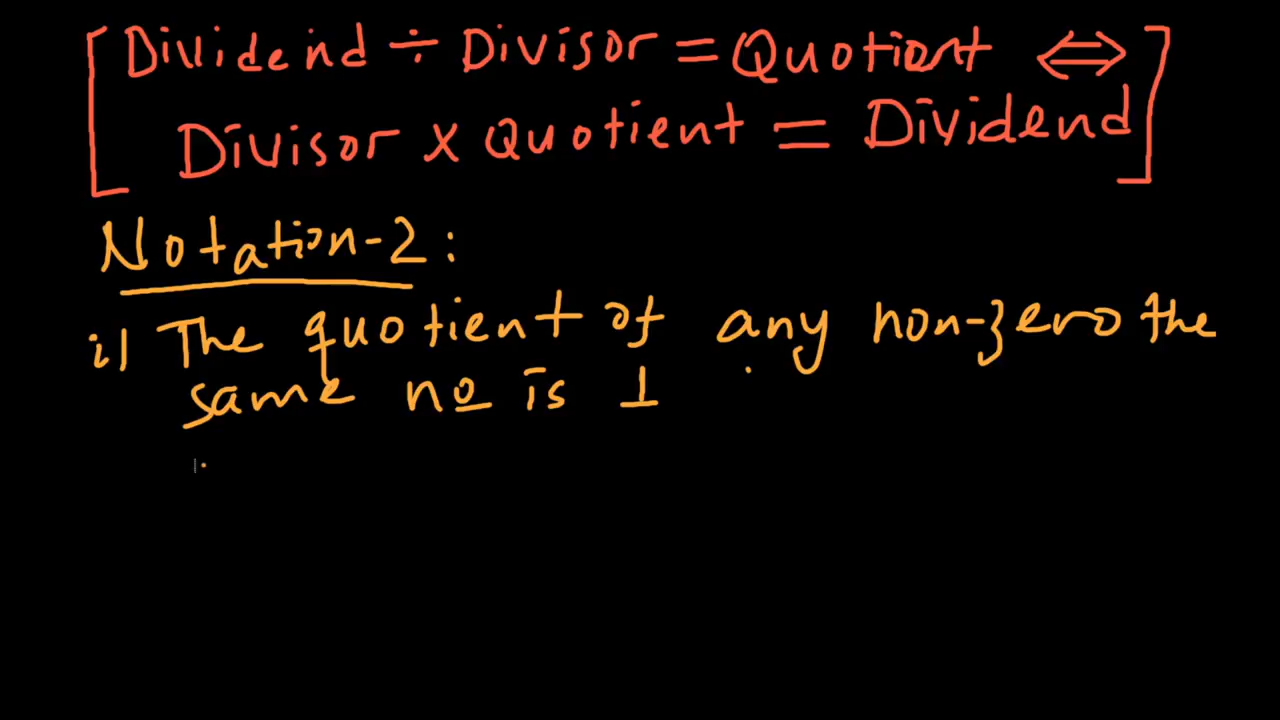 [Dividend ÷ Divisor = Quotient ⇔
Divisor x Quotient = Dividend]
Notation-2:
i) The quotient of any non-zero the
same no is 1